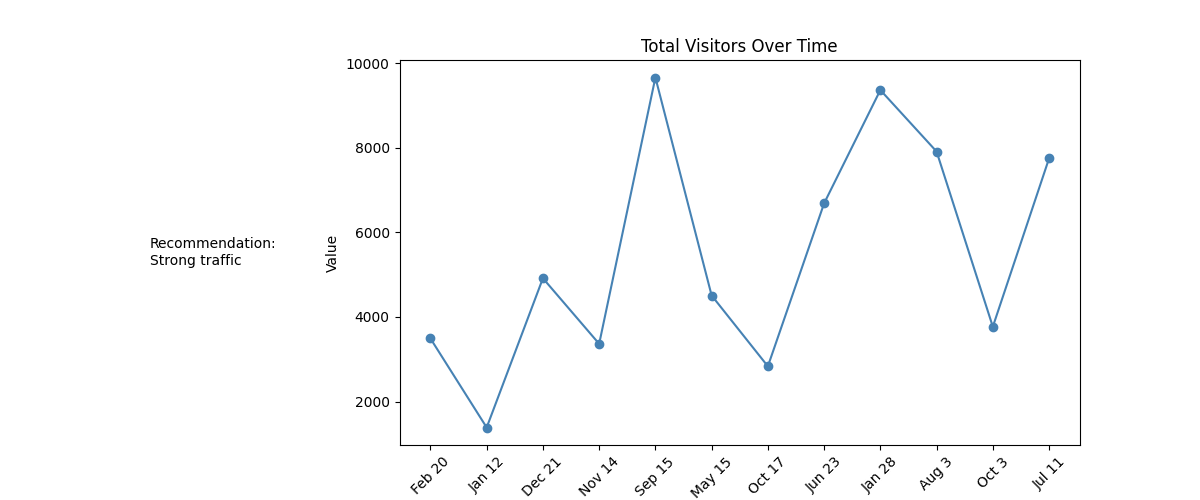 Total Visitors Over Time
10000
8000
6000
4000
2000
Value
Recommendation:
Strong traffic
Feb 20
Jan 12
Dec 21
Nov 14
Sep 15
May 15
Oct 17
Jun 23
Jan 28
Aug 3
Oct 3
Jul 11